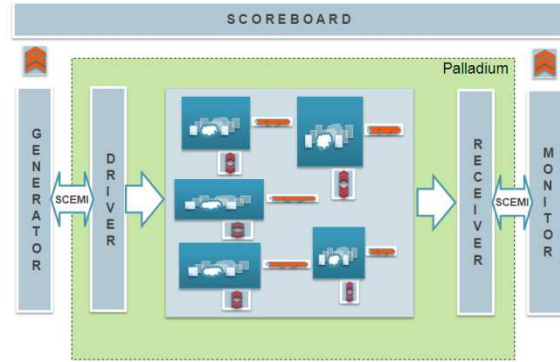 SCOREBOARD
Palladium
GENERATOR
SCEMI
DRIVER
RECEIVER
SCEMI
MONITOR